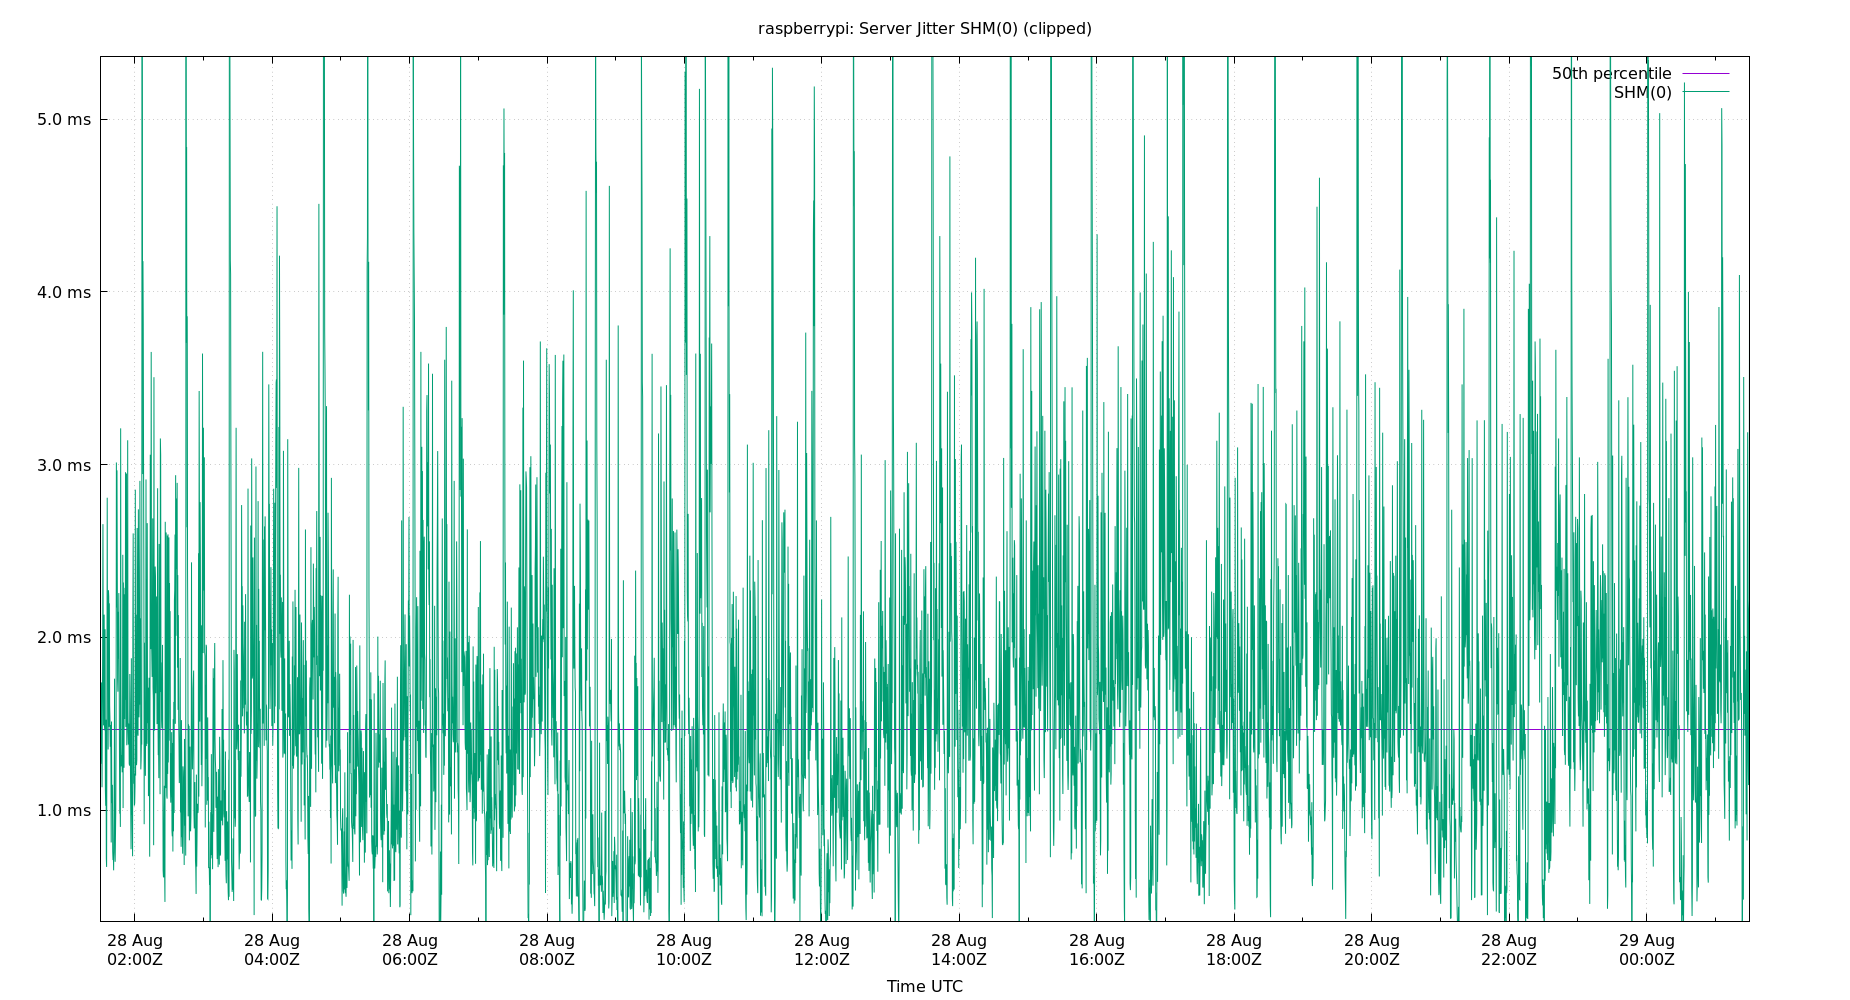 raspberrypi: Server Jitter SHM(0) (clipped)
50th percentile
SHM(0)
5.0 ms
4.0 ms
3.0 ms
2.0 ms
1.0 ms
28 Aug 28 Aug 28 Aug 28 Aug 28 Aug 28 Aug 28 Aug 28 Aug 28 Aug 28 Aug 28 Aug 29 Aug
02:00Z 04:00Z 06:00Z 08:00Z 10:00Z 12:00Z 14:00Z 16:00Z 18:00Z 20:00Z 22:00Z 00:00Z
Time UTC